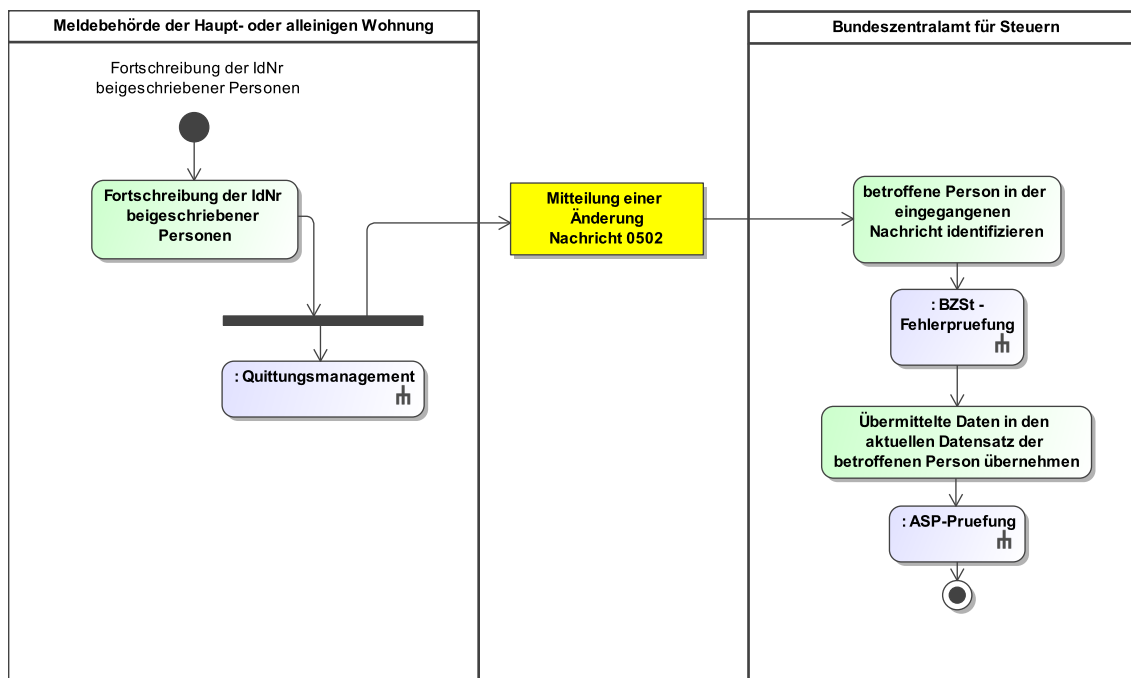 Meldebehörde der Haupt- oder alleinigen Wohnung
Bundeszentralamt für Steuern
Fortschreibung der IdNr
beigeschriebener Personen
Fortschreibung der IdNr
beigeschriebener
Personen
: Quittungsmanagement
Mitteilung einer
Änderung
Nachricht 0502
betroffene Person in der
eingegangenen
Nachricht identifizieren
: BZSt -
Fehlerpruefung
Übermittelte Daten in den
aktuellen Datensatz der
betroffenen Person übernehmen
: ASP-Pruefung